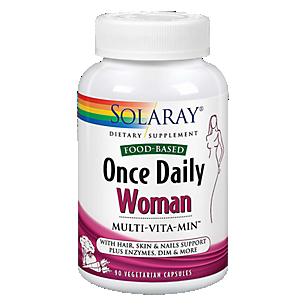 SOLARAY®
DIETARY SUPPLEMENT
FOOD-BASED
Once Daily
Woman
MULTI-VITA-MIN™
WITH HAIR, SKIN & NAILS SUPPORT
PLUS ENZYMES, DIM & MORE
90 VEGETARIAN CAPSULES